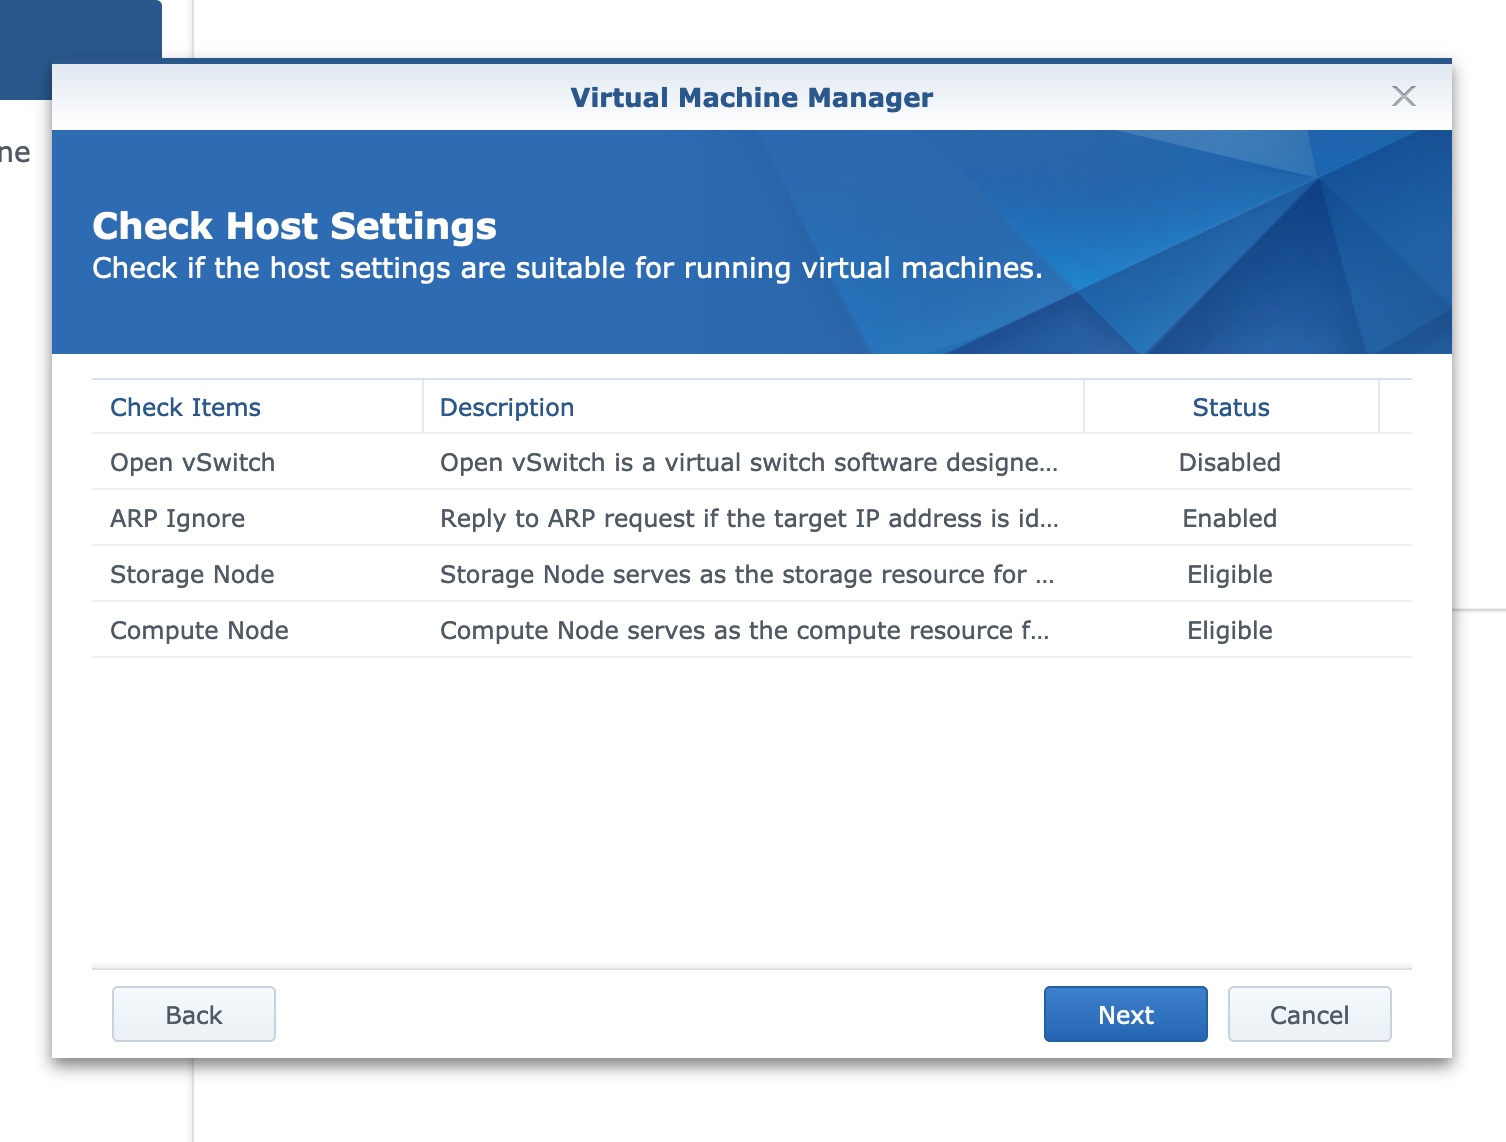 ne
Virtual Machine Manager
Check Host Settings
Check if the host settings are suitable for running virtual machines.
Check Items Description Status
Open vSwitch Open vSwitch is a virtual switch software designe... Disabled
ARP Ignore Reply to ARP request if the target IP address is id... Enabled
Storage Node Storage Node serves as the storage resource for ... Eligible
Compute Node Compute Node serves as the compute resource f... Eligible
Back Next Cancel